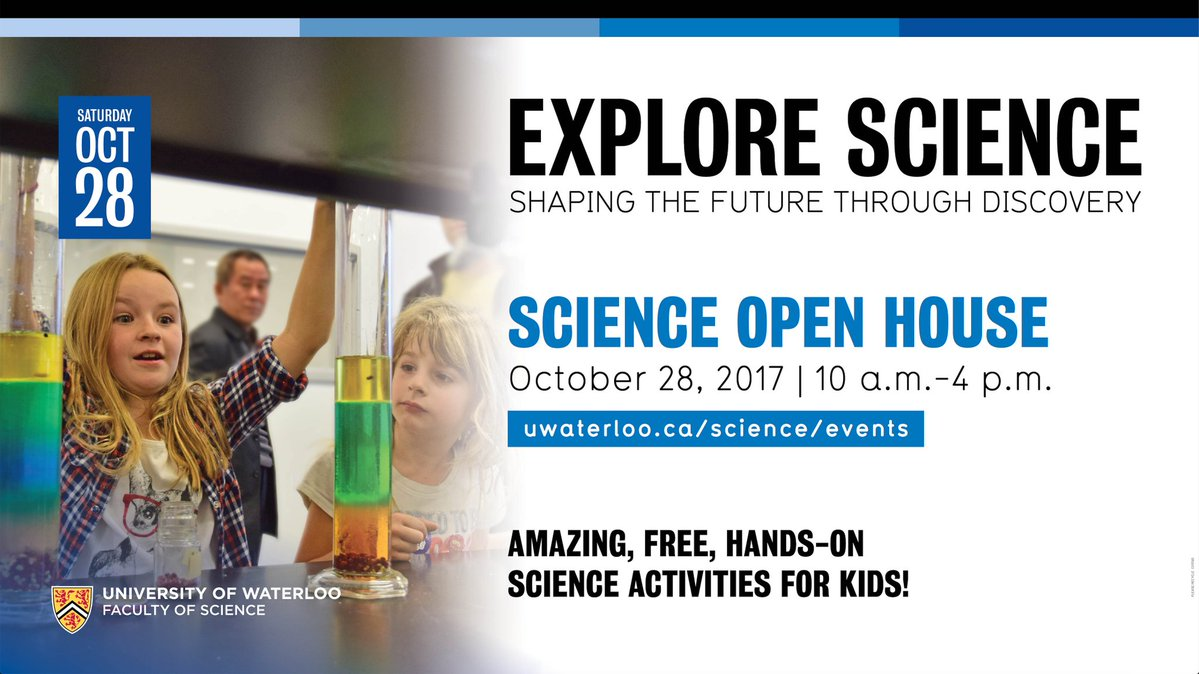 SATURDAY
OCT
28
EXPLORE SCIENCE
SHAPING THE FUTURE THROUGH DISCOVERY
SCIENCE OPEN HOUSE
October 28, 2017 | 10 a.m.-4 p.m.
uwaterloo.ca/science/events
AMAZING, FREE, HANDS-ON
SCIENCE ACTIVITIES FOR KIDS!
UNIVERSITY OF WATERLOO
FACULTY OF SCIENCE